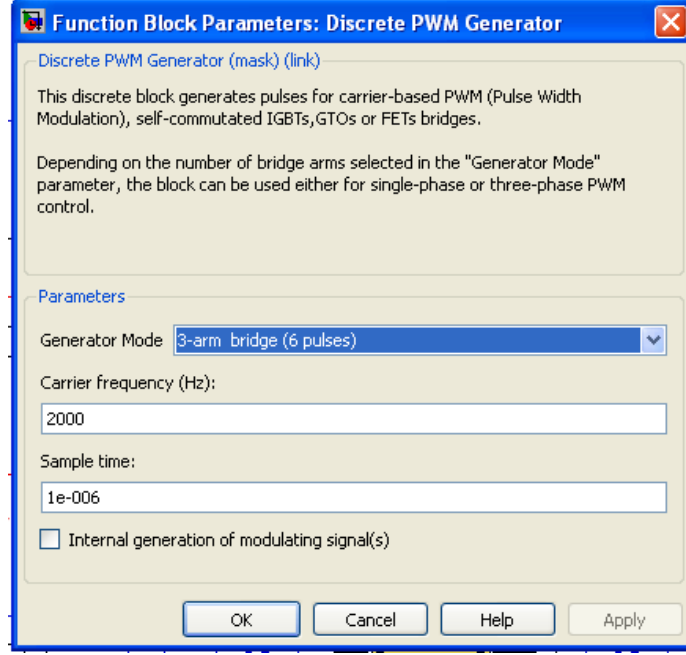 Function Block Parameters: Discrete PWM Generator
Discrete PWM Generator (mask) (link)
This discrete block generates pulses for carrier-based PWM (Pulse Width
Modulation), self-commutated IGBTs,GTOs or FETs bridges.
Depending on the number of bridge arms selected in the "Generator Mode"
parameter, the block can be used either for single-phase or three-phase PWM
control.
Parameters
Generator Mode 3-arm bridge (6 pulses)
Carrier frequency (Hz):
2000
Sample time:
1e-006
Internal generation of modulating signal(s)
OK Cancel Help Apply